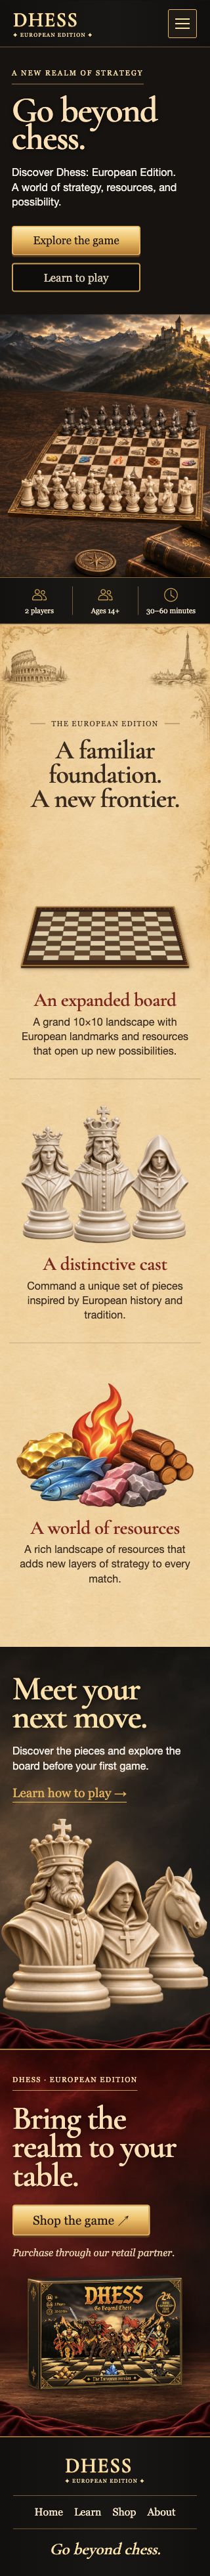 DHESS
EUROPEAN EDITION
A NEW REALM OF STRATEGY
Go beyond
chess.
Discover Dhess: European Edition.
A world of strategy, resources, and
possibility.
Explore the game
Learn to play
2 players
Ages 14+
30–60 minutes
THE EUROPEAN EDITION
A familiar
foundation.
A new frontier.
An expanded board
A grand 10×10 landscape with
European landmarks and resources
that open up new possibilities.
A distinctive cast
Command a unique set of pieces
inspired by European history and
tradition.
A world of resources
A rich landscape of resources that
adds new layers of strategy to every
match.
Meet your
next move.
Discover the pieces and explore the
board before your first game.
Learn how to play →
DHESS · EUROPEAN EDITION
Bring the
realm to your
table.
Shop the game ↗
Purchase through our retail partner.
DHESS
Go Beyond Chess
The European Edition
DHESS
EUROPEAN EDITION
Home Learn Shop About
Go beyond chess.